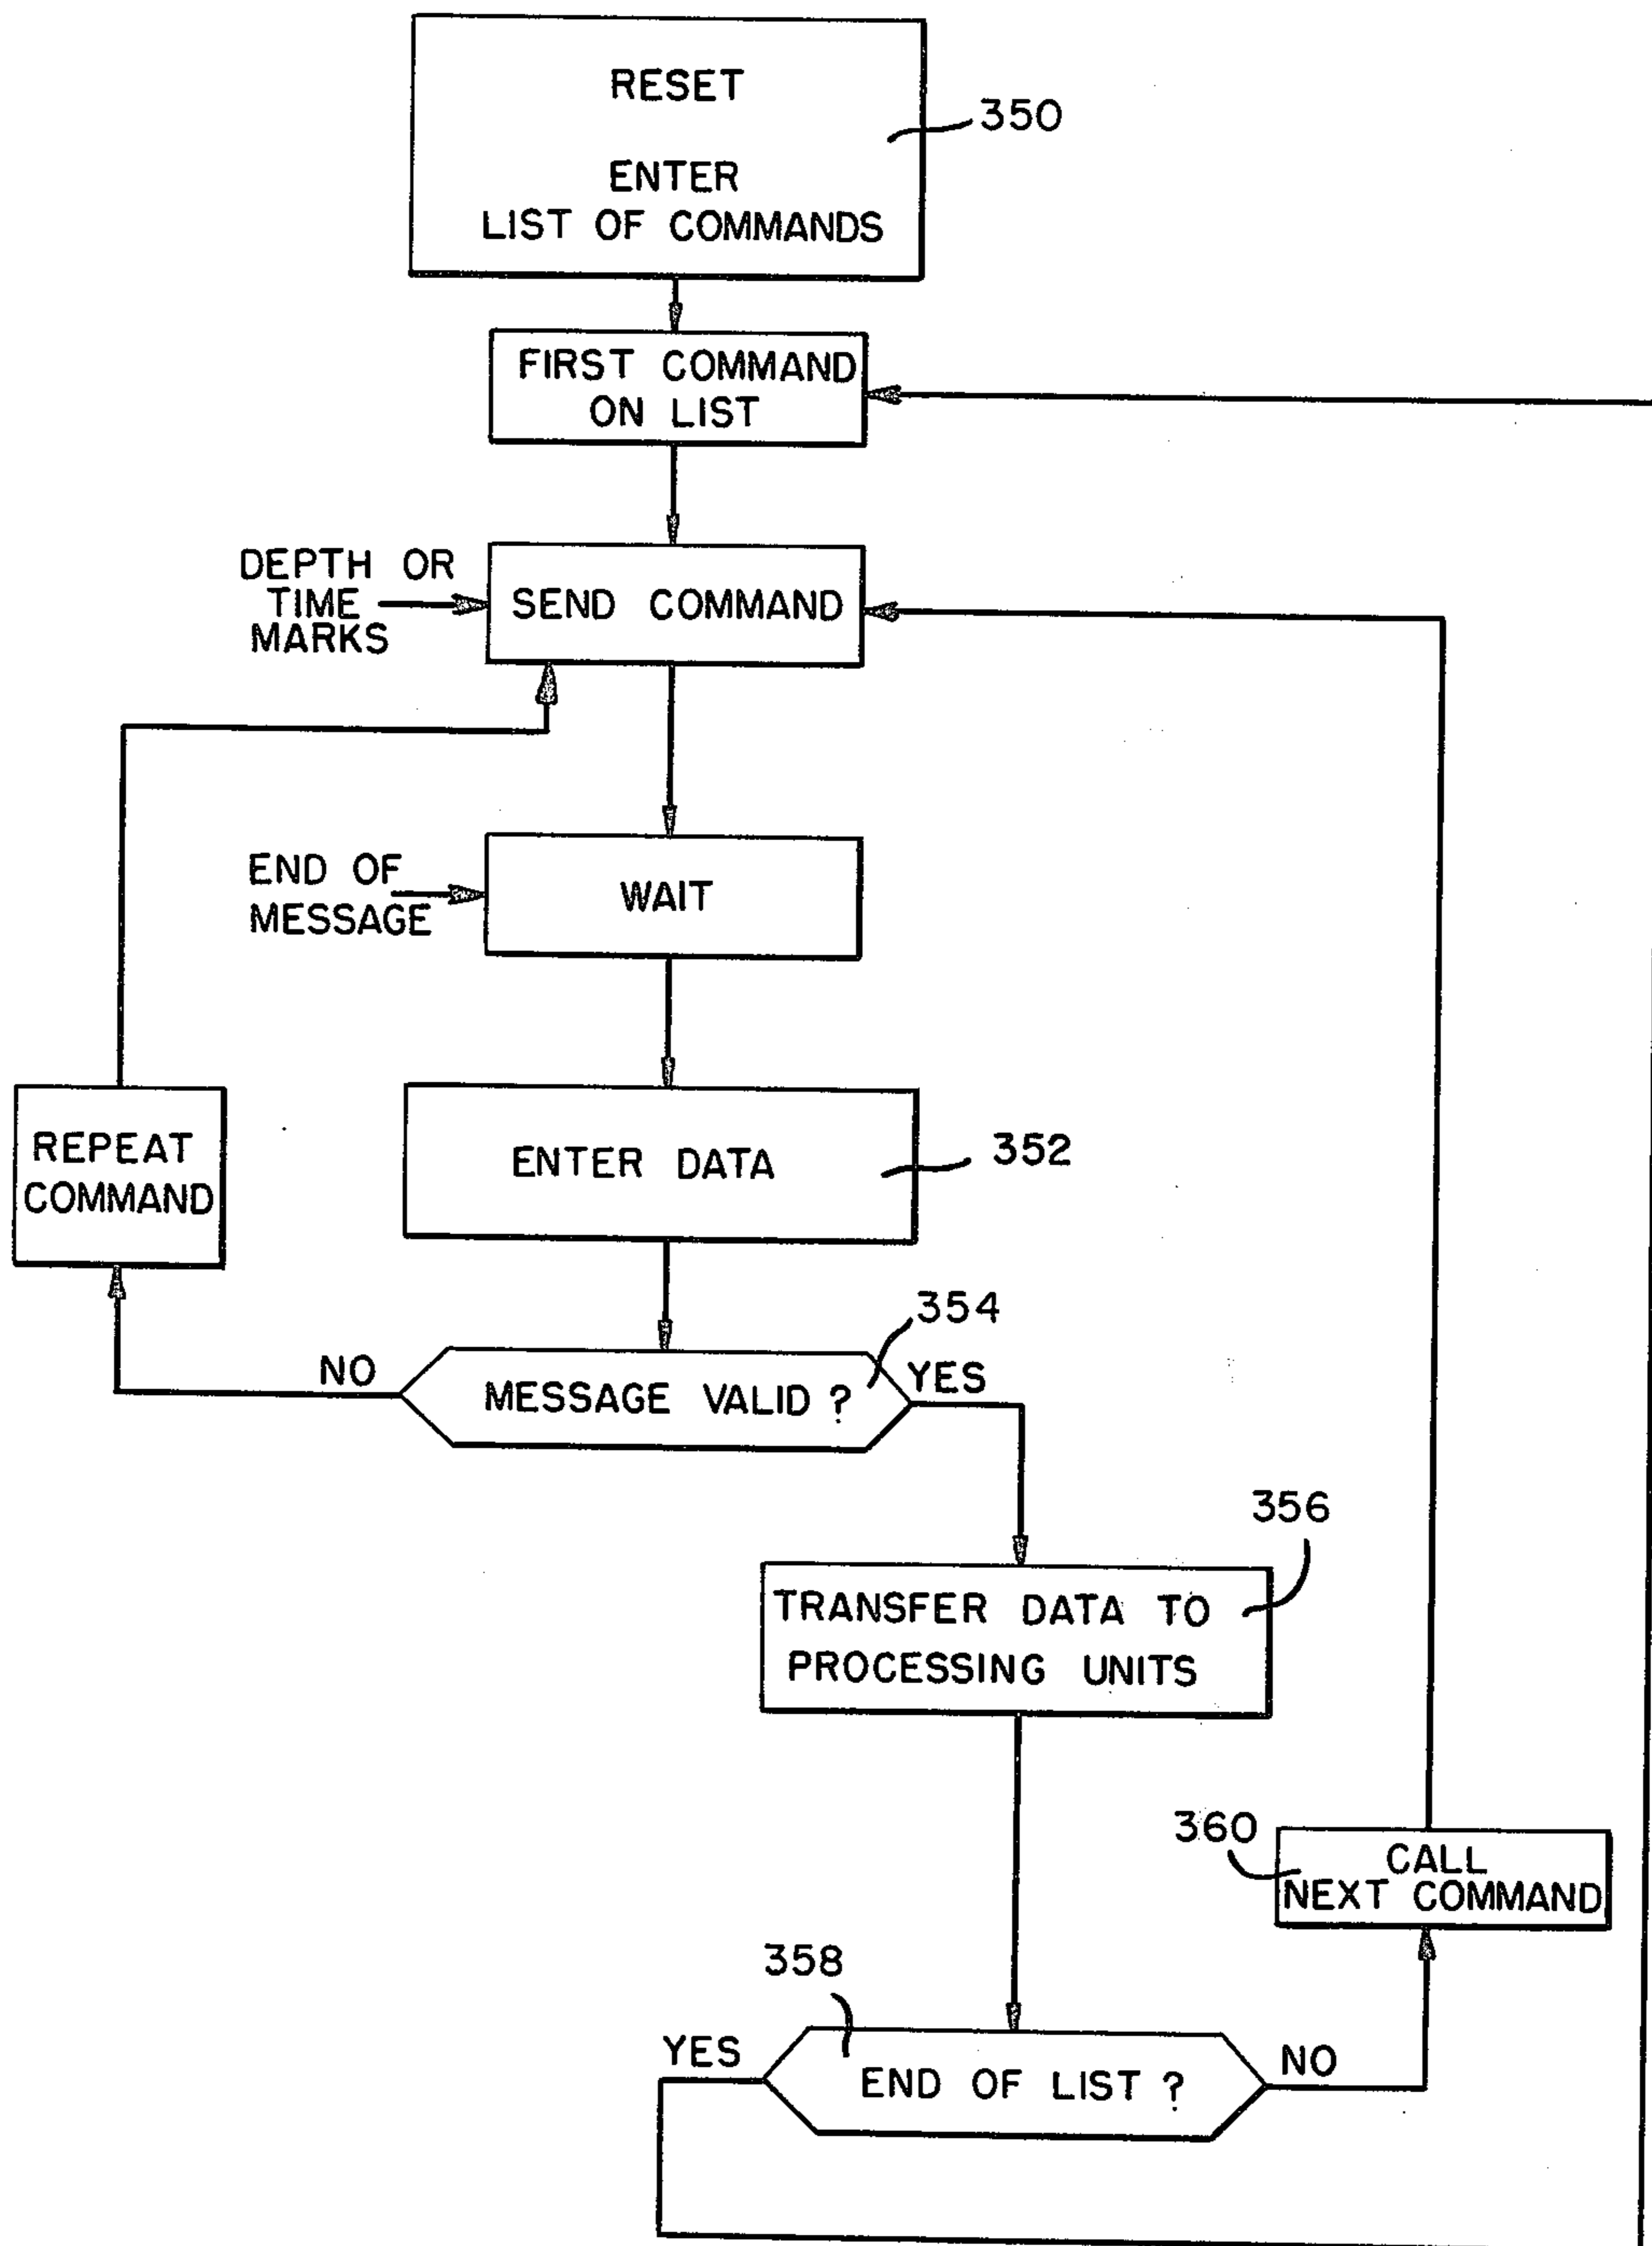 RESET
350
ENTER
LIST OF COMMANDS
FIRST COMMAND
ON LIST
DEPTH OR
TIME
MARKS
SEND COMMAND
END OF
MESSAGE
WAIT
REPEAT
COMMAND
ENTER DATA
352
354
NO
MESSAGE VALID ?
YES
356
TRANSFER DATA TO
PROCESSING UNITS
360
CALL
NEXT COMMAND
358
YES
END OF LIST ?
NO